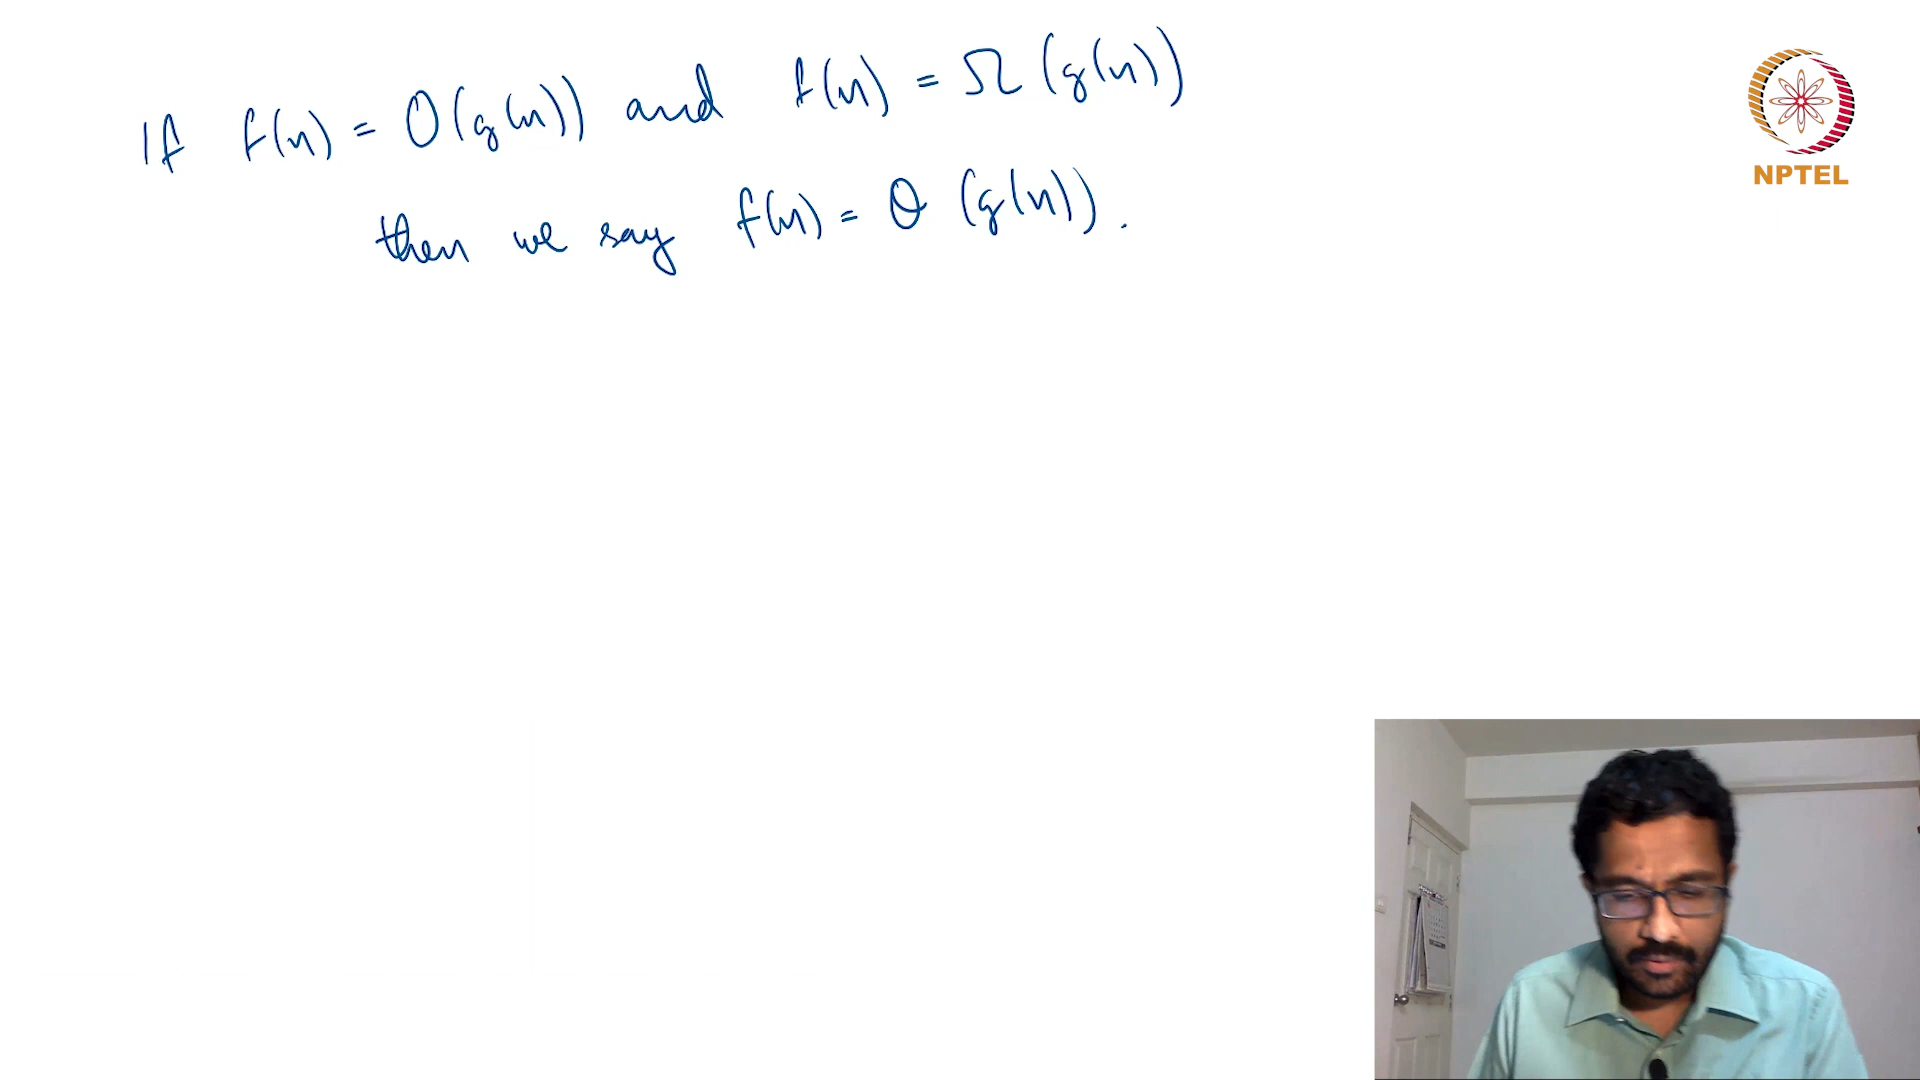 If f(n) = O(g(n)) and f(n) = Ω(g(n))
then we say f(n) = θ(g(n)).
NPTEL